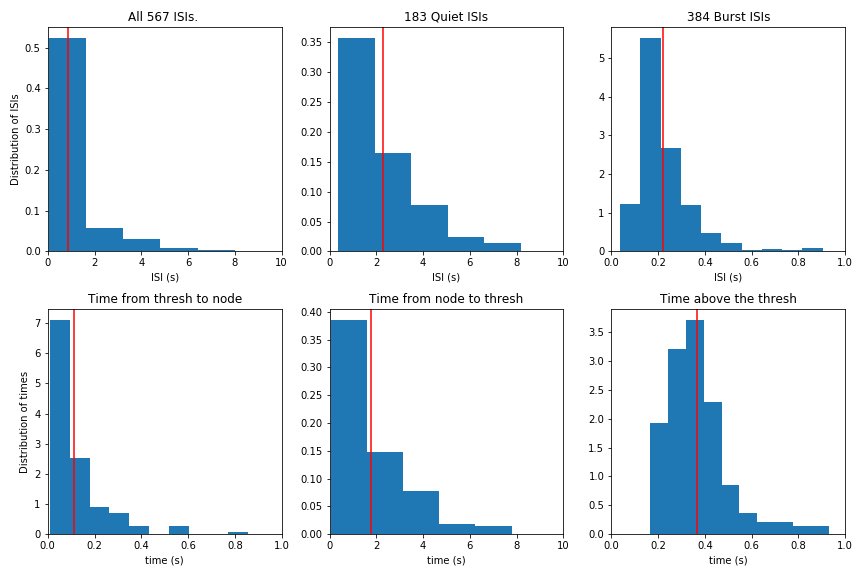 All 567 ISIs.
183 Quiet ISIs
384 Burst ISIs
Distribution of ISIs
0.5
0.4
0.3
0.2
0.1
0.0
0 2 4 6 8 10
ISI (s)
0.35
0.30
0.25
0.20
0.15
0.10
0.05
0.00
0 2 4 6 8 10
ISI (s)
5
4
3
2
1
0
0.0 0.2 0.4 0.6 0.8 1.0
ISI (s)
Time from thresh to node
Time from node to thresh
Time above the thresh
Distribution of times
7
6
5
4
3
2
1
0
0.0 0.2 0.4 0.6 0.8 1.0
time (s)
0.40
0.35
0.30
0.25
0.20
0.15
0.10
0.05
0.00
0 2 4 6 8 10
time (s)
3.5
3.0
2.5
2.0
1.5
1.0
0.5
0.0
0.0 0.2 0.4 0.6 0.8 1.0
time (s)